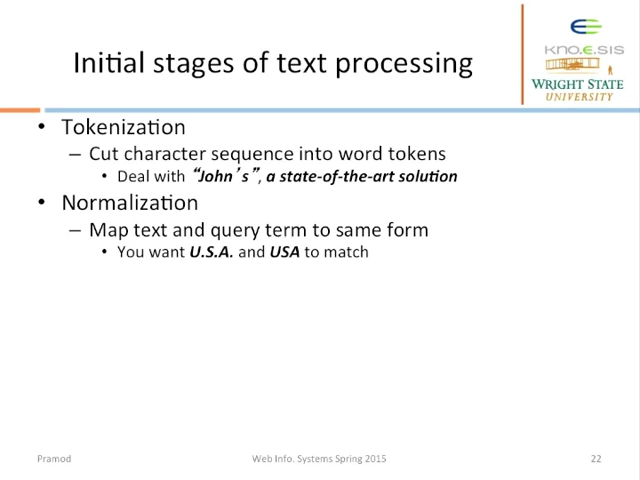 Initial stages of text processing
kno.e.sis
WRIGHT STATE
UNIVERSITY
• Tokenization
– Cut character sequence into word tokens
• Deal with “John’s”, a state-of-the-art solution
• Normalization
– Map text and query term to same form
• You want U.S.A. and USA to match
Pramod
Web Info. Systems Spring 2015
22